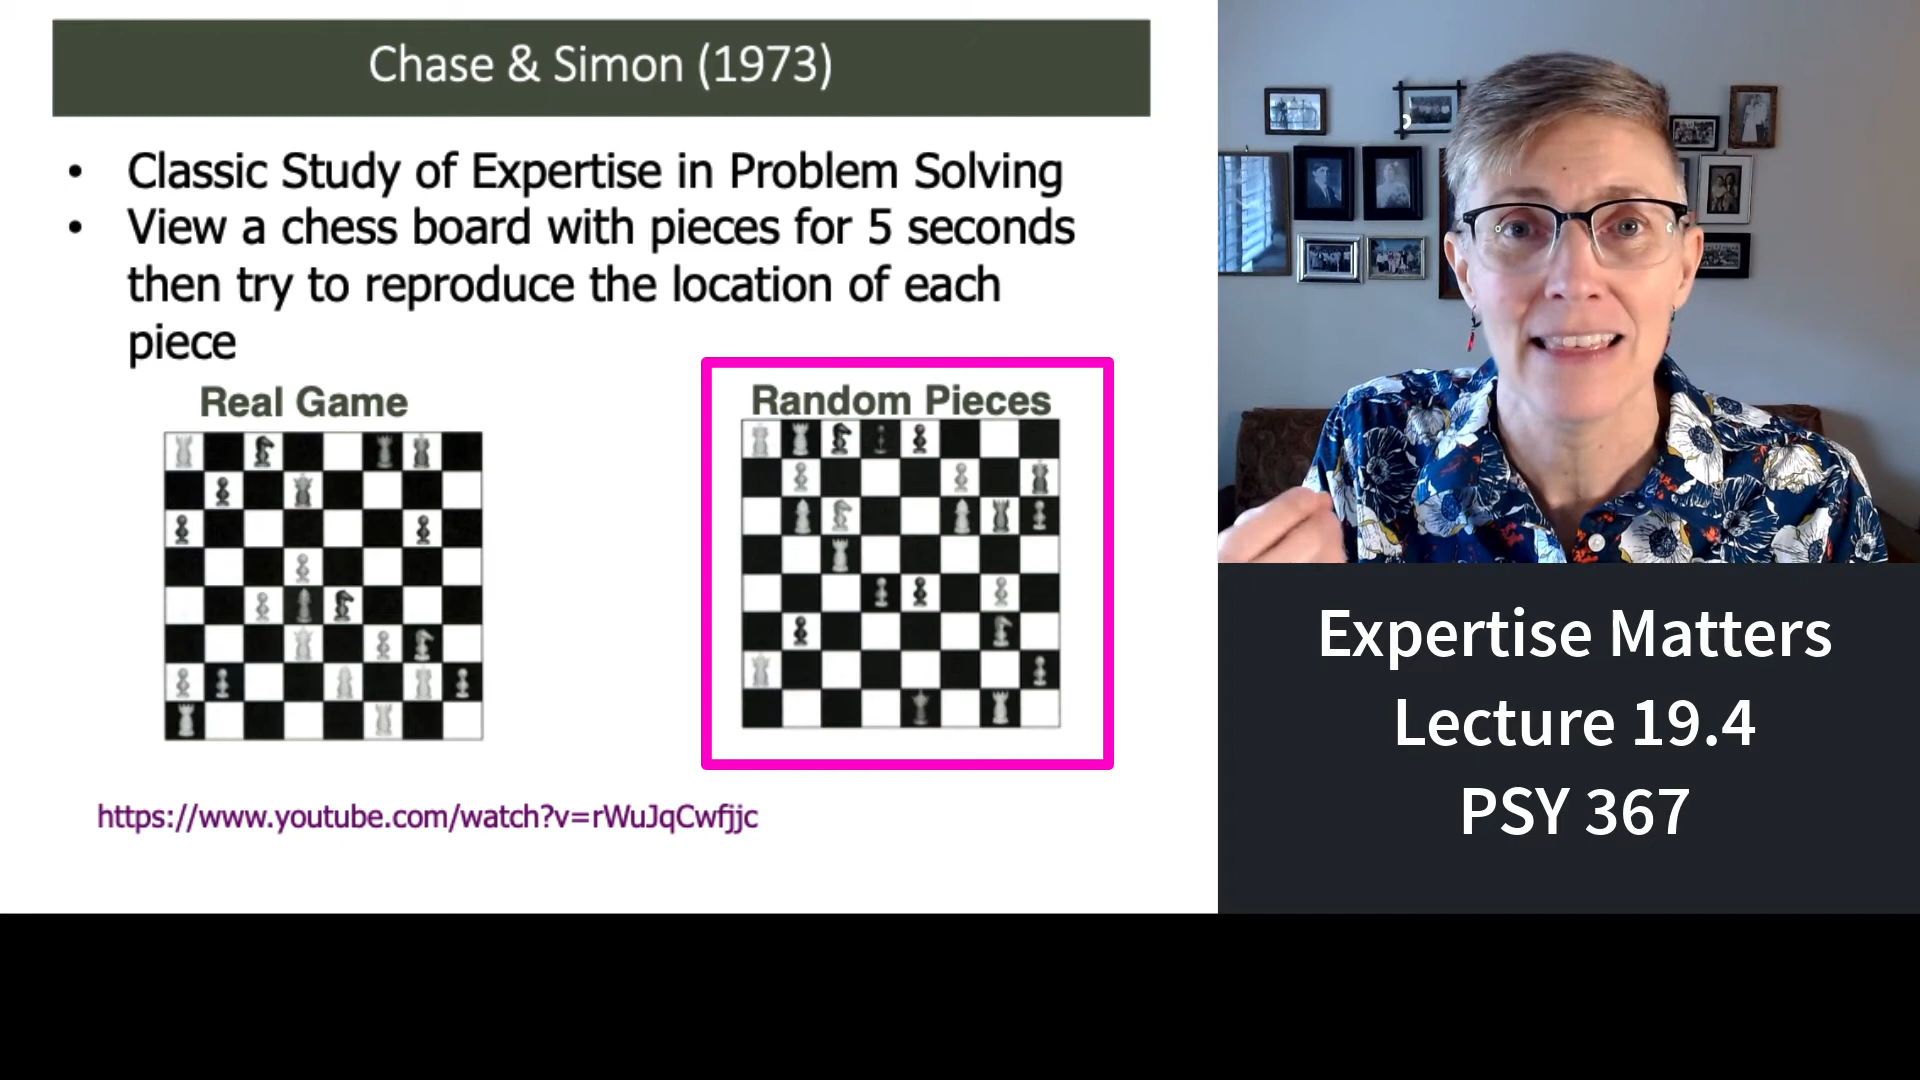 Chase & Simon (1973)
• Classic Study of Expertise in Problem Solving
• View a chess board with pieces for 5 seconds
then try to reproduce the location of each
piece
Real Game
Random Pieces
https://www.youtube.com/watch?v=rWuJqCwfjjc
Expertise Matters
Lecture 19.4
PSY 367